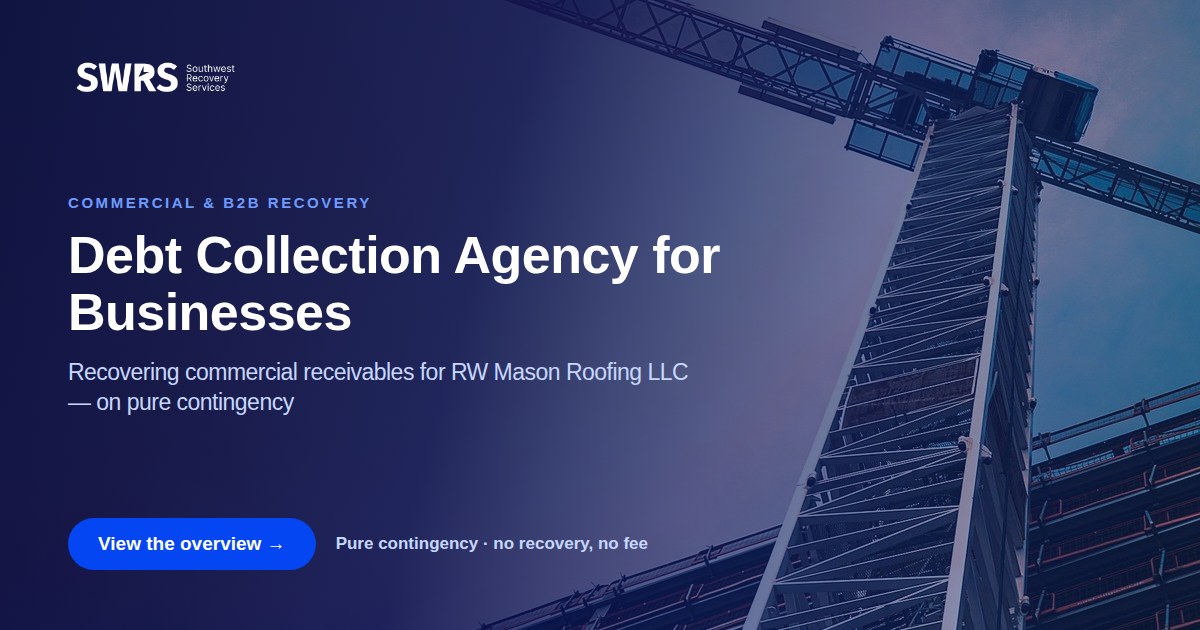 SWRS
Southwest
Recovery
Services
COMMERCIAL & B2B RECOVERY
Debt Collection Agency for
Businesses
Recovering commercial receivables for RW Mason Roofing LLC
— on pure contingency
View the overview → Pure contingency · no recovery, no fee